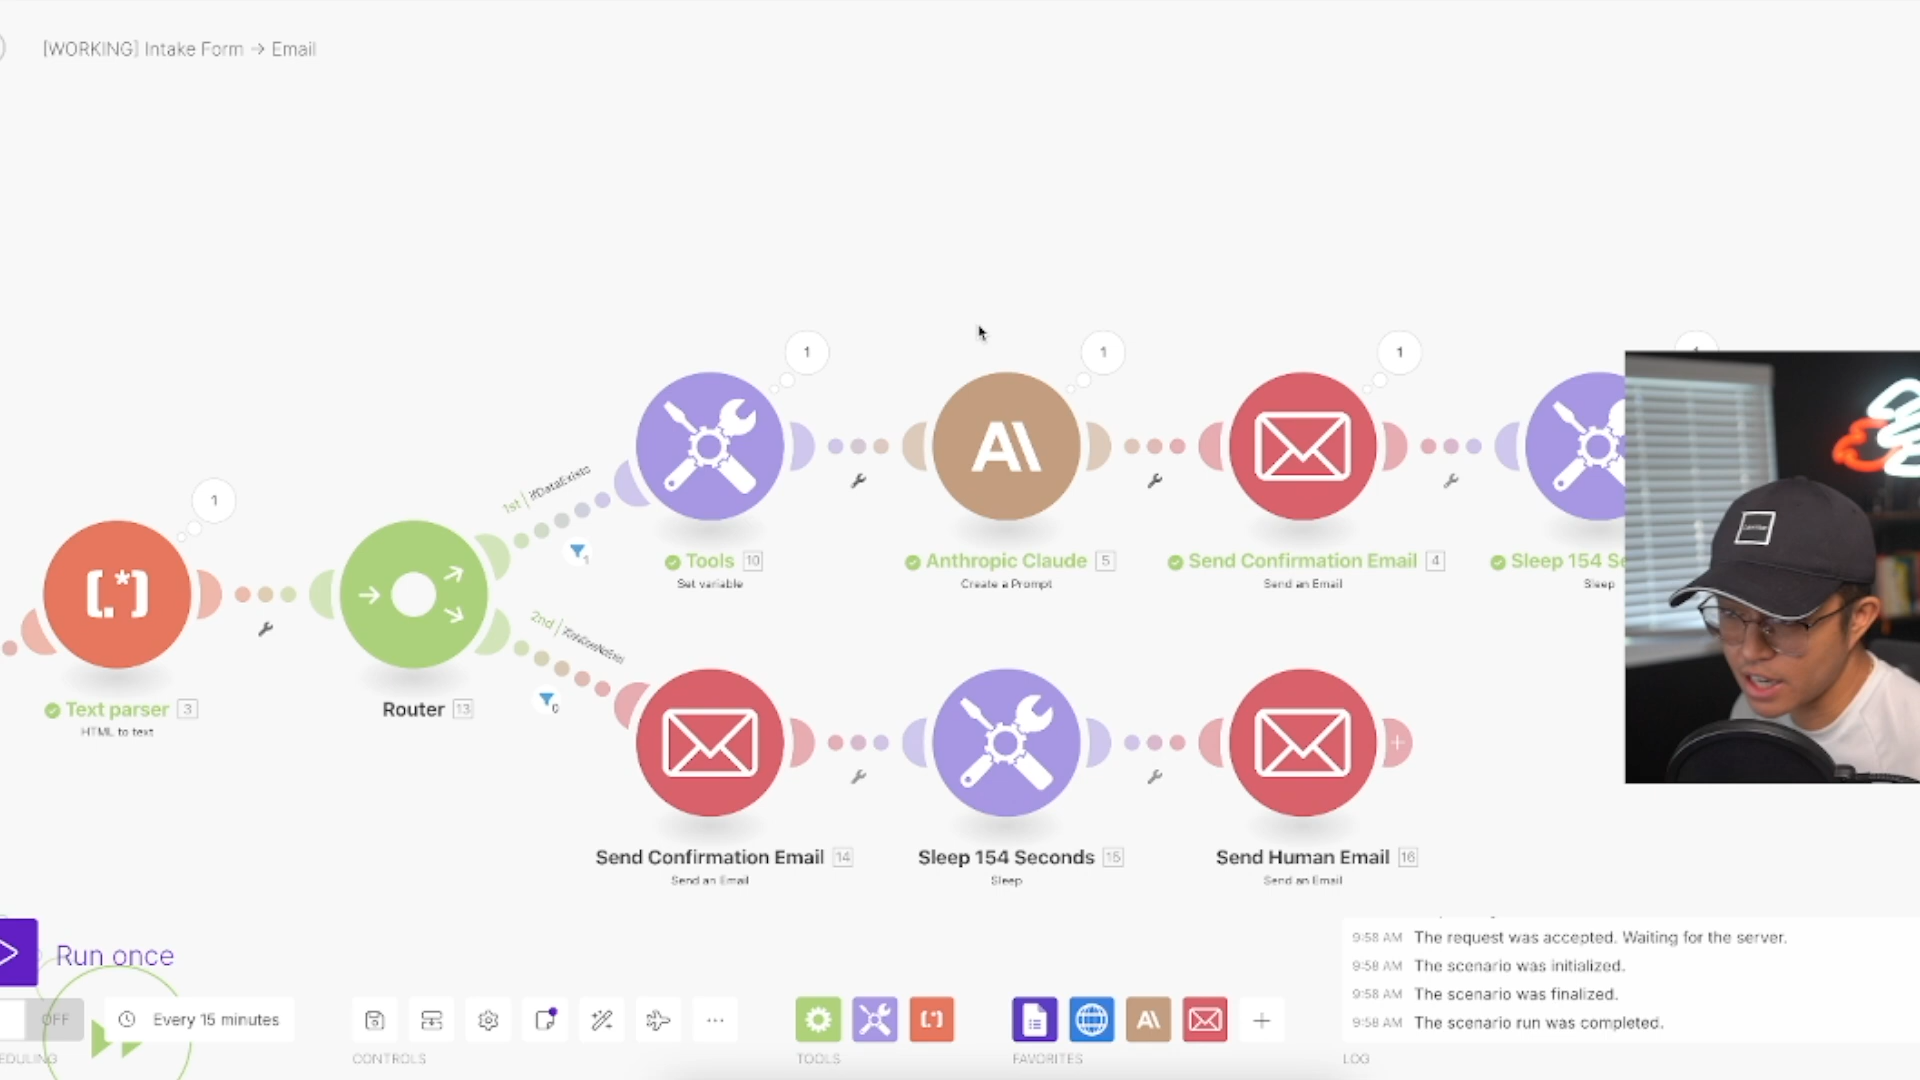 [WORKING] Intake Form → Email
1
1
1
1
1st | ifDataExists
1
2nd |
0
[.*]
A\
Tools 10
Set variable
Anthropic Claude 5
Create a Prompt
Send Confirmation Email 4
Send an Email
Sleep 154 Se
Sleep
Text parser 3
HTML to text
Router 13
Send Confirmation Email 14
Send an Email
Sleep 154 Seconds 15
Sleep
Send Human Email 16
Send an Email
Run once
9:58 AM The request was accepted. Waiting for the server.
9:58 AM The scenario was initialized.
9:58 AM The scenario was finalized.
9:58 AM The scenario run was completed.
OFF
Every 15 minutes
[.*]
A\
EDULING
CONTROLS
TOOLS
FAVORITES
LOG